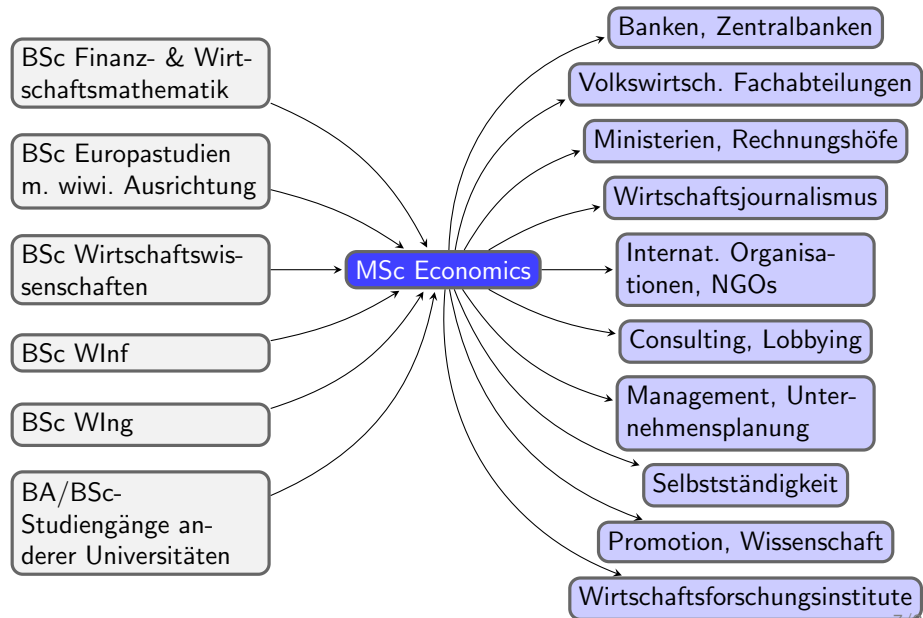 BSc Finanz- & Wirt-
schaftsmathematik
BSc Europastudien
m. wiwi. Ausrichtung
BSc Wirtschaftswis-
senschaften
BSc WInf
BSc WIng
BA/BSc-
Studiengänge an-
derer Universitäten
MSc Economics
Banken, Zentralbanken
Volkswirtsch. Fachabteilungen
Ministerien, Rechnungshöfe
Wirtschaftsjournalismus
Internat. Organisa-
tionen, NGOs
Consulting, Lobbying
Management, Unter-
nehmensplanung
Selbstständigkeit
Promotion, Wissenschaft
Wirtschaftsforschungsinstitute